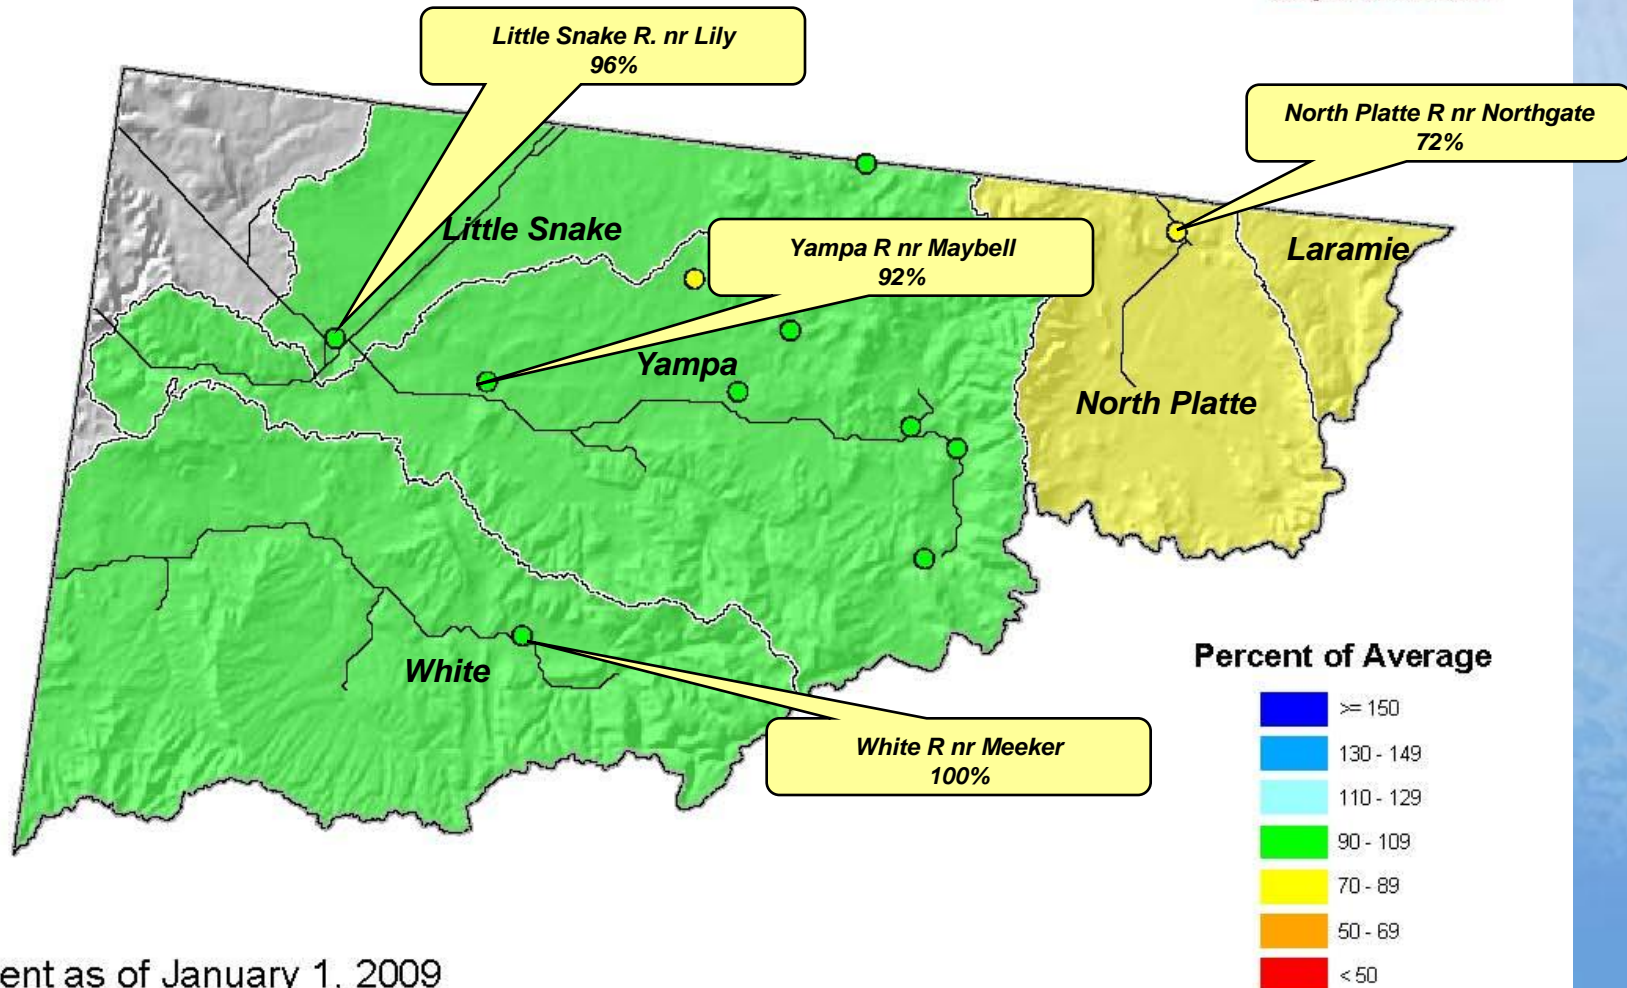 Little Snake R. nr Lily
96%
North Platte R nr Northgate
72%
Little Snake
Yampa R nr Maybell
92%
Laramie
Yampa
North Platte
White
White R nr Meeker
100%
Percent of Average
>= 150
130 - 149
110 - 129
90 - 109
70 - 89
50 - 69
< 50
ent as of January 1, 2009